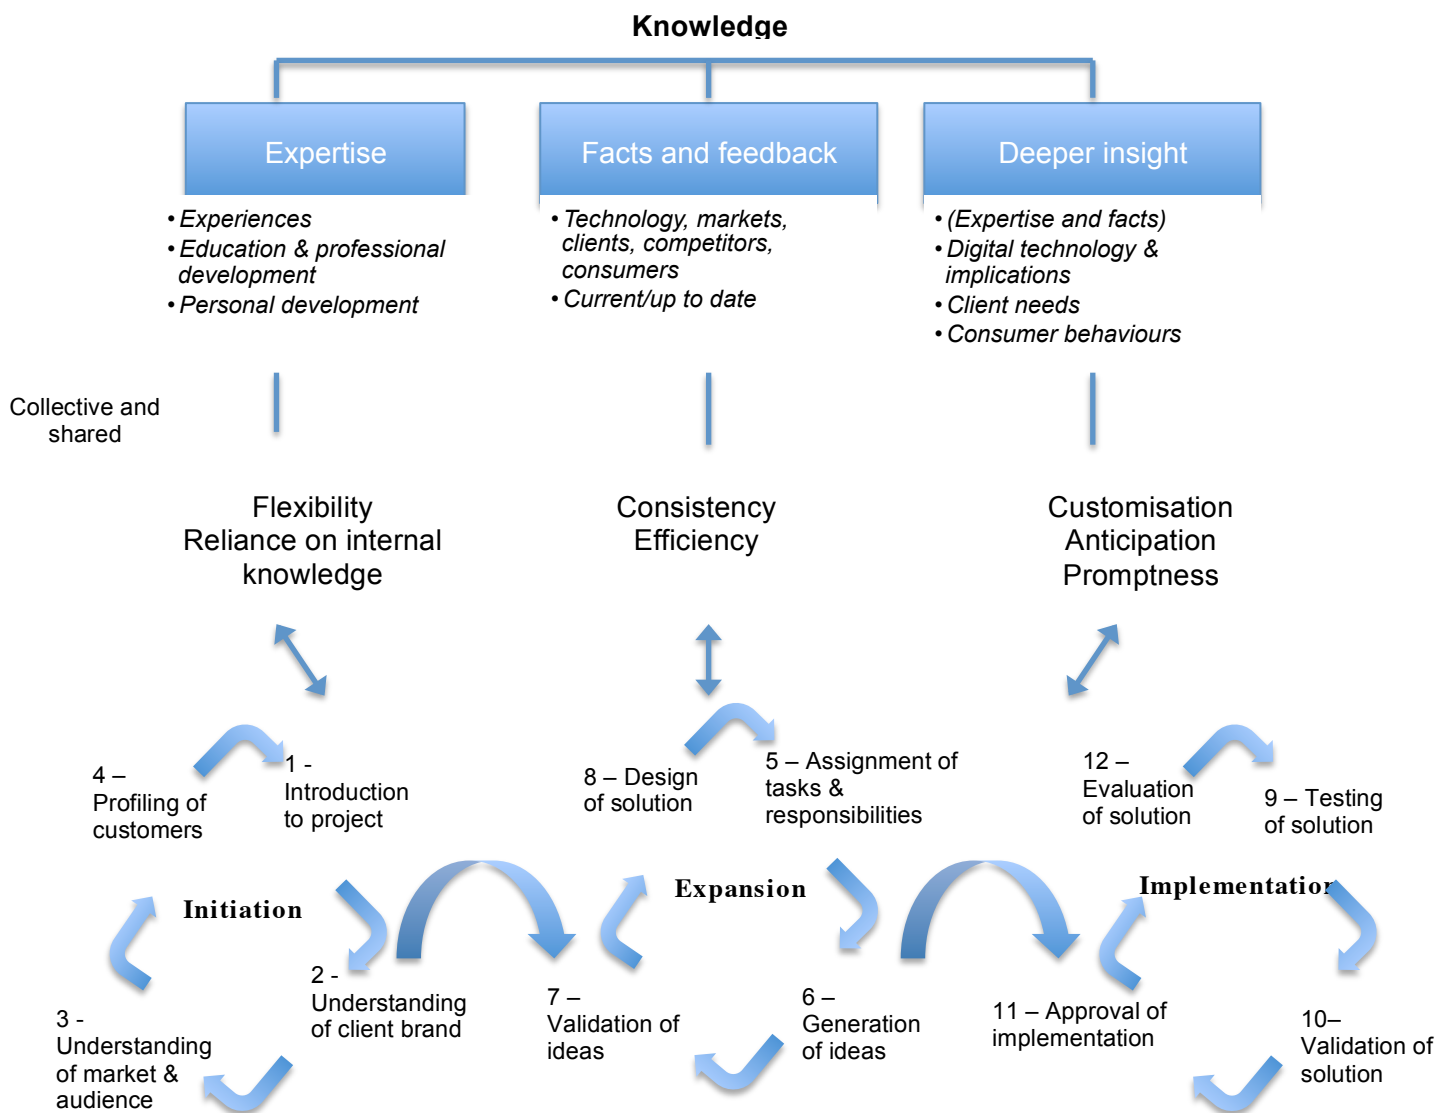 Knowledge
Expertise
Facts and feedback
Deeper insight
• Experiences
• Education & professional
development
• Personal development
• Technology, markets,
clients, competitors,
consumers
• Current/up to date
• (Expertise and facts)
• Digital technology &
implications
• Client needs
• Consumer behaviours
Collective and
shared
Flexibility
Reliance on internal
knowledge
Consistency
Efficiency
Customisation
Anticipation
Promptness
4 –
Profiling of
customers
1 -
Introduction
to project
8 – Design
of solution
5 – Assignment of
tasks &
responsibilities
12 –
Evaluation
of solution
9 – Testing
of solution
Initiation
Expansion
Implementation
3 -
Understanding
of market &
audience
2 -
Understanding
of client brand
7 –
Validation of
ideas
6 –
Generation
of ideas
11 – Approval of
implementation
10–
Validation of
solution